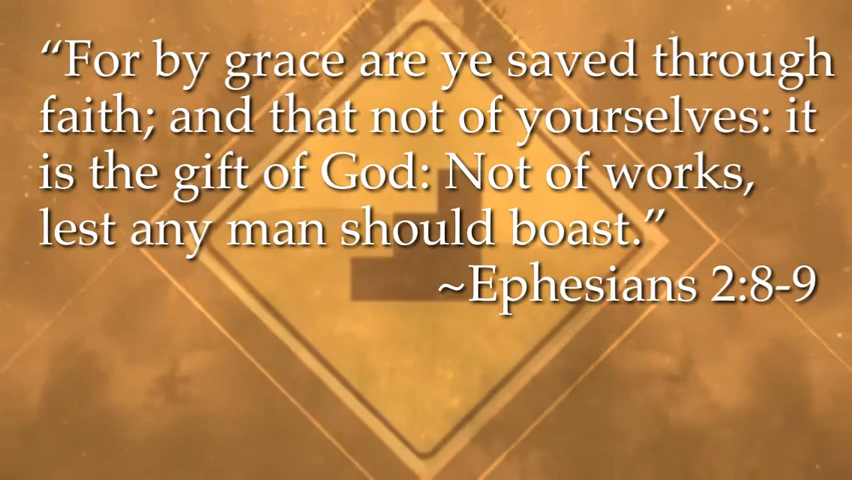 “For by grace are ye saved through
faith; and that not of yourselves: it
is the gift of God: Not of works,
lest any man should boast.”
~Ephesians 2:8-9